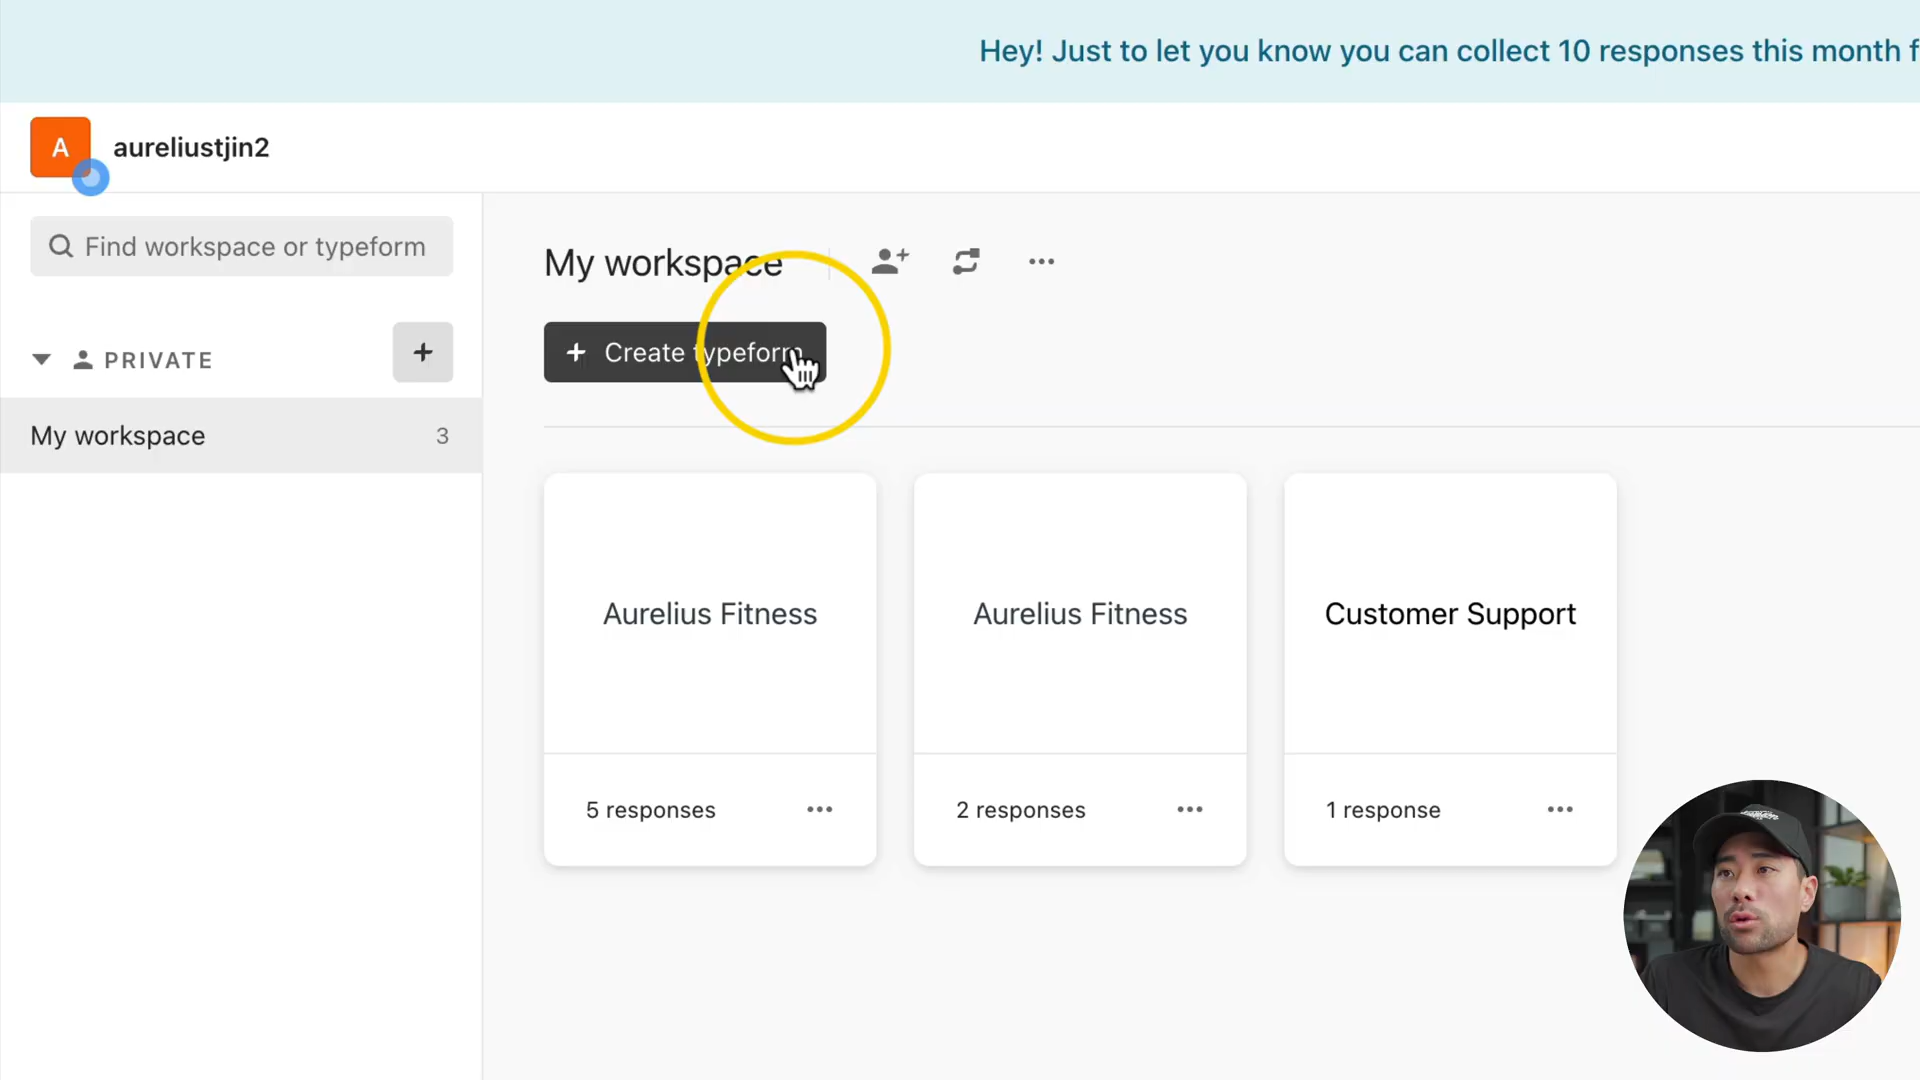 Hey! Just to let you know you can collect 10 responses this month f
A aureliustjin2
Find workspace or typeform
PRIVATE
My workspace 3
My workspace
+ Create typeform
Aurelius Fitness
5 responses
Aurelius Fitness
2 responses
Customer Support
1 response